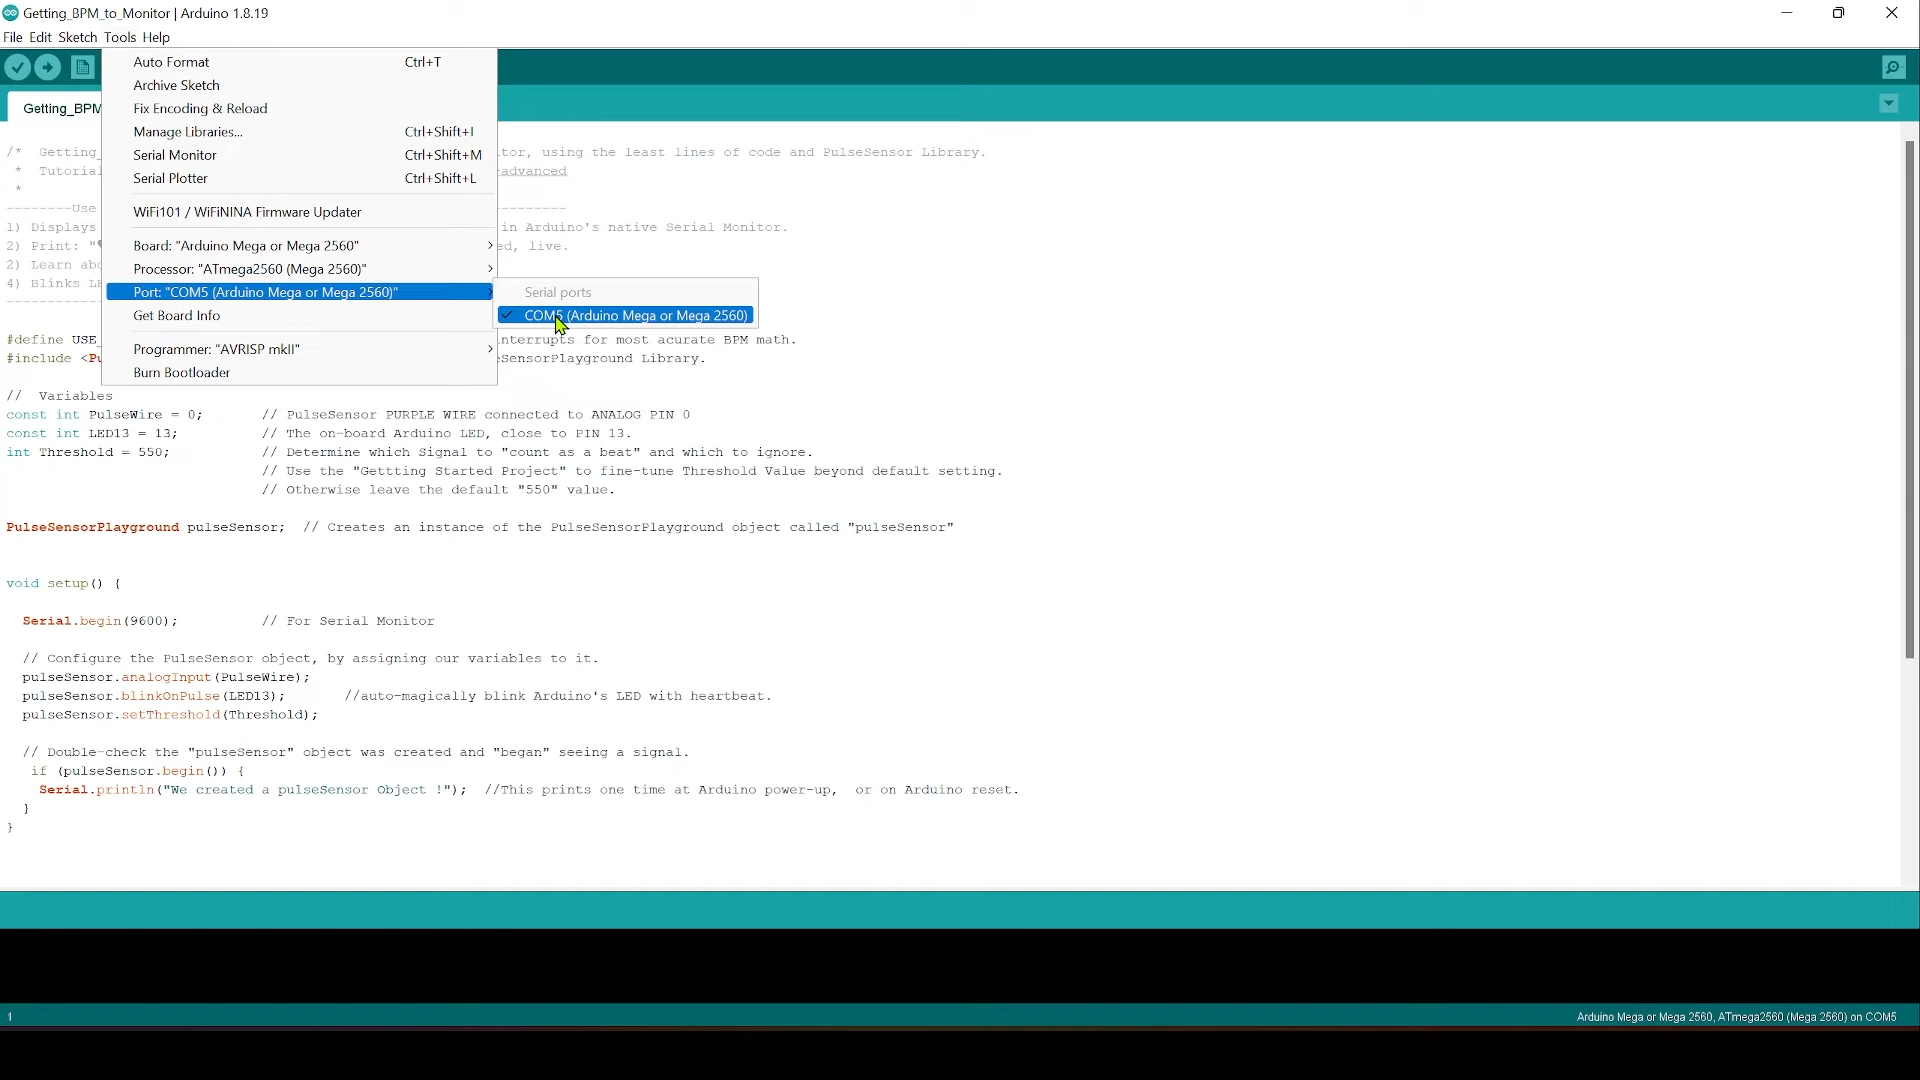 Getting_BPM_to_Monitor | Arduino 1.8.19
File Edit Sketch Tools Help
Auto Format Ctrl+T
Archive Sketch
Fix Encoding & Reload
Manage Libraries... Ctrl+Shift+I
Serial Monitor Ctrl+Shift+M
Serial Plotter Ctrl+Shift+L
WiFi101 / WiFiNINA Firmware Updater
Board: "Arduino Mega or Mega 2560"
Processor: "ATmega2560 (Mega 2560)"
Port: "COM5 (Arduino Mega or Mega 2560)"
Get Board Info
Programmer: "AVRISP mkII"
Burn Bootloader
Serial ports
COM5 (Arduino Mega or Mega 2560)
Getting_BPM
/* Getting_ tor, using the least lines of code and PulseSensor Library.
* Tutorial -advanced
*
--------Use ----------
1) Displays in Arduino's native Serial Monitor.
2) Print: "♥ ed, live.
2) Learn abo
4) Blinks LE
------------
#define USE_ nterrupts for most acurate BPM math.
#include <Pu eSensorPlayground Library.
// Variables
const int PulseWire = 0; // PulseSensor PURPLE WIRE connected to ANALOG PIN 0
const int LED13 = 13; // The on-board Arduino LED, close to PIN 13.
int Threshold = 550; // Determine which Signal to "count as a beat" and which to ignore.
// Use the "Gettting Started Project" to fine-tune Threshold Value beyond default setting.
// Otherwise leave the default "550" value.
PulseSensorPlayground pulseSensor; // Creates an instance of the PulseSensorPlayground object called "pulseSensor"
void setup() {
Serial.begin(9600); // For Serial Monitor
// Configure the PulseSensor object, by assigning our variables to it.
pulseSensor.analogInput(PulseWire);
pulseSensor.blinkOnPulse(LED13); //auto-magically blink Arduino's LED with heartbeat.
pulseSensor.setThreshold(Threshold);
// Double-check the "pulseSensor" object was created and "began" seeing a signal.
if (pulseSensor.begin()) {
Serial.println("We created a pulseSensor Object !"); //This prints one time at Arduino power-up, or on Arduino reset.
}
}
1 Arduino Mega or Mega 2560, ATmega2560 (Mega 2560) on COM5